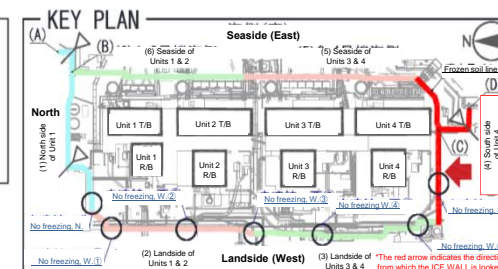 KEY PLAN
(A)
(B)
Seaside (East)
N
(6) Seaside of
Units 1 & 2
(5) Seaside of
Units 3 & 4
Frozen soil line
(D
North
(1) North side
of Unit 1
Unit 1 T/B
Unit 2 T/B
Unit 3 T/B
Unit 4 T/B
(C)
(4) South side
of Unit 4
Unit 1
R/B
Unit 2
R/B
Unit 3
R/B
Unit 4
R/B
No freezing, W.②
No freezing, W.③
No freezing W.④
No freezing,
No freezing, N.
No freezing, W.①
No freezing, W.
(2) Landside of
Units 1 & 2
Landside (West)
(3) Landside of
Units 3 & 4
*The red arrow indicates the direct
from which the ICE WALL is looke